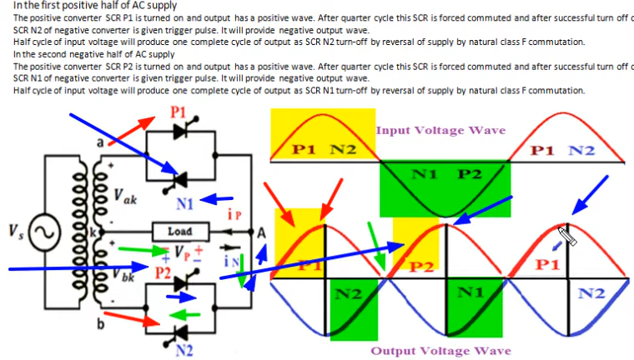 In the first positive half of AC supply
The positive converter SCR P1 is turned on and output has a positive wave. After quarter cycle this SCR is forced commuted and after successful turn off o
SCR N2 of negative converter is given trigger pulse. It will provide negative output wave.
Half cycle of input voltage will produce one complete cycle of output as SCR N2 turn-off by reversal of supply by natural class F commutation.
In the second negative half of AC supply
The positive converter SCR P2 is turned on and output has a positive wave. After quarter cycle this SCR is forced commuted and after successful turn off o
SCR N1 of negative converter is given trigger pulse. It will provide negative output wave.
Half cycle of input voltage will produce one complete cycle of output as SCR N1 turn-off by reversal of supply by natural class F commutation.
P1
a
+
Vak
N1
iP
Vs
k
Load
A
+
VP +
-
iN
Vbk
P2
b
N2
Input Voltage Wave
P1 N2
P1 N2
N1 P2
P1
P2
P1
N2
N1
N2
Output Voltage Wave